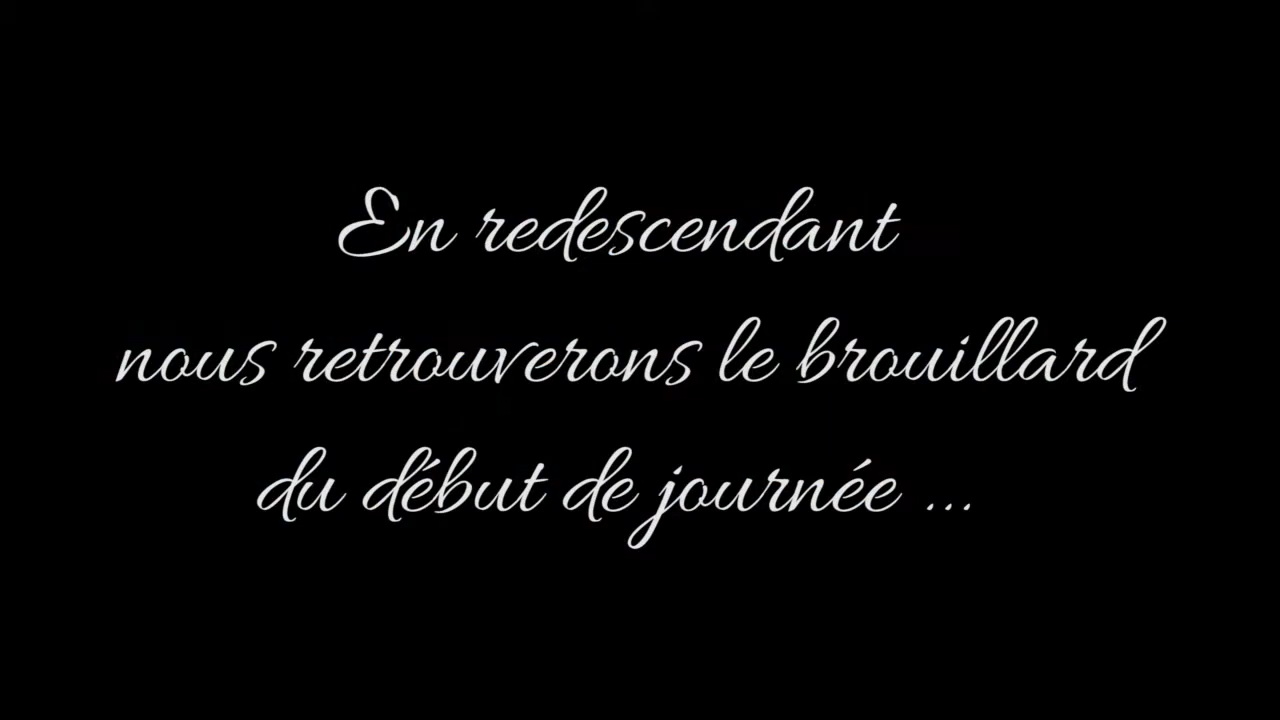 En redescendant
nous retrouverons le brouillard
du début de journée ...